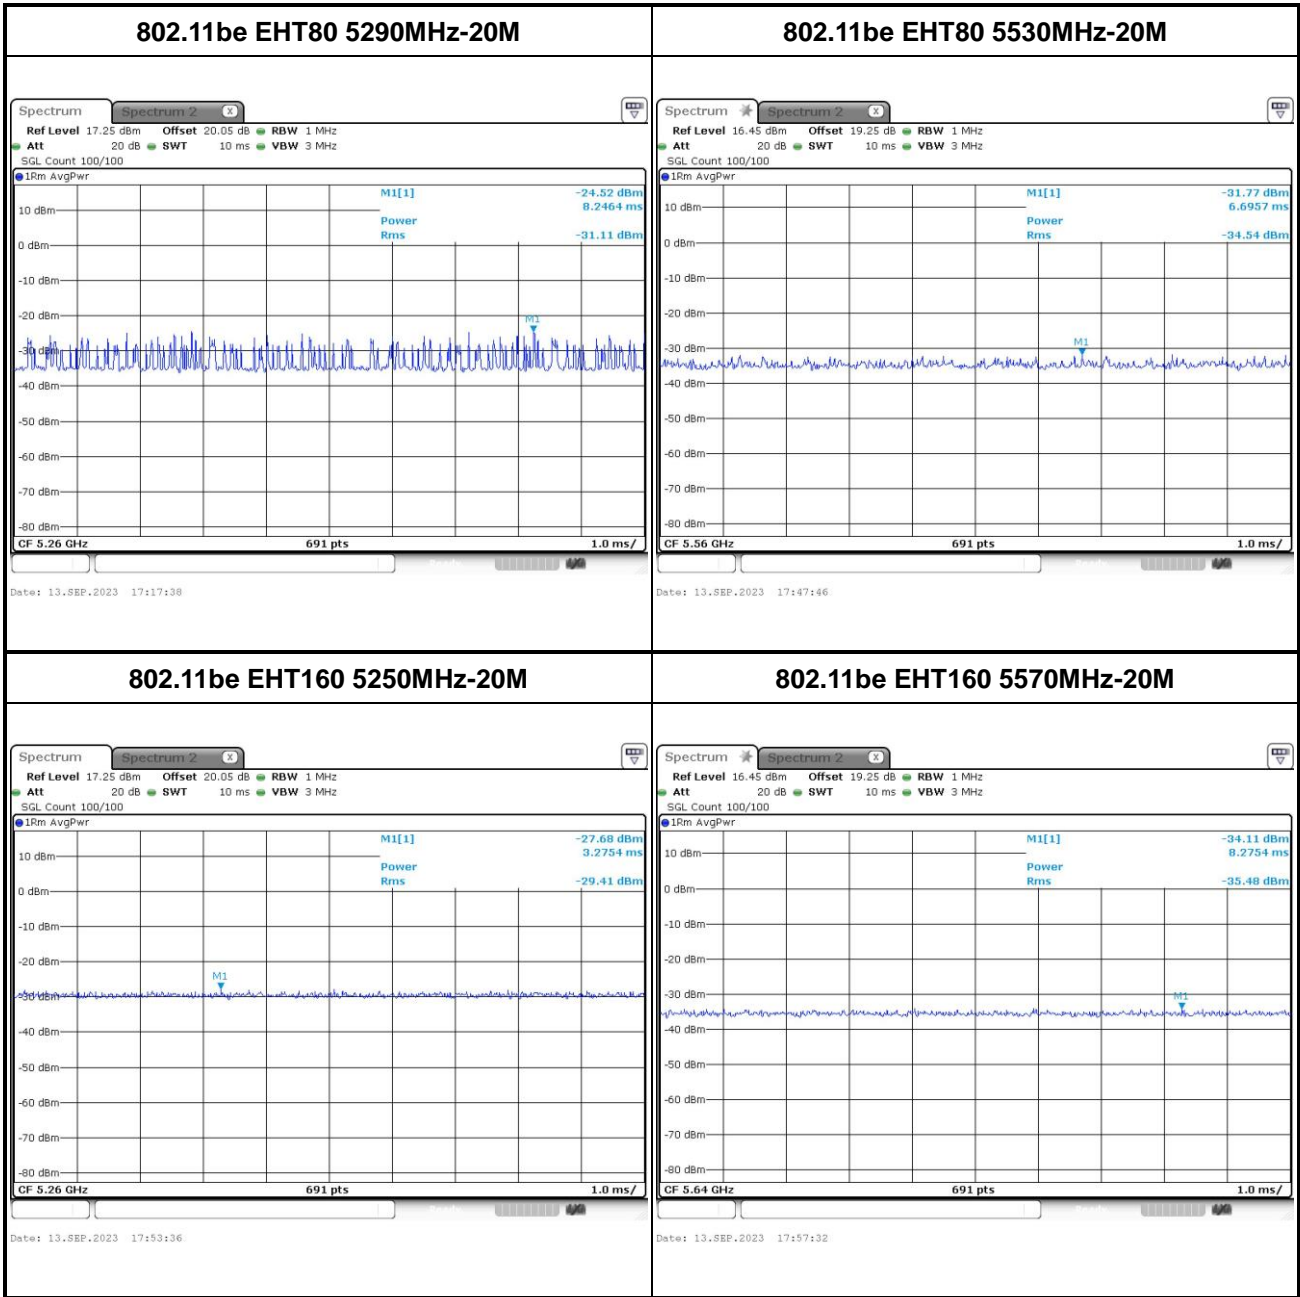 802.11be EHT80 5290MHz-20M
Spectrum Spectrum 2 X
Ref Level 17.25 dBm Offset 20.05 dB RBW 1 MHz
Att 20 dB SWT 10 ms VBW 3 MHz
SGL Count 100/100
1Rm AvgPwr
M1[1] -24.52 dBm
8.2464 ms
Power
Rms -31.11 dBm
10 dBm
0 dBm
-10 dBm
-20 dBm
M1
-30 dBm
-40 dBm
-50 dBm
-60 dBm
-70 dBm
-80 dBm
CF 5.26 GHz 691 pts 1.0 ms/
Date: 13.SEP.2023 17:17:38
802.11be EHT80 5530MHz-20M
Spectrum Spectrum 2 X
Ref Level 16.45 dBm Offset 19.25 dB RBW 1 MHz
Att 20 dB SWT 10 ms VBW 3 MHz
SGL Count 100/100
1Rm AvgPwr
M1[1] -31.77 dBm
6.6957 ms
Power
Rms -34.54 dBm
10 dBm
0 dBm
-10 dBm
-20 dBm
-30 dBm
M1
-40 dBm
-50 dBm
-60 dBm
-70 dBm
-80 dBm
CF 5.56 GHz 691 pts 1.0 ms/
Date: 13.SEP.2023 17:47:46
802.11be EHT160 5250MHz-20M
Spectrum Spectrum 2 X
Ref Level 17.25 dBm Offset 20.05 dB RBW 1 MHz
Att 20 dB SWT 10 ms VBW 3 MHz
SGL Count 100/100
1Rm AvgPwr
M1[1] -27.68 dBm
3.2754 ms
Power
Rms -29.41 dBm
10 dBm
0 dBm
-10 dBm
-20 dBm
M1
-30 dBm
-40 dBm
-50 dBm
-60 dBm
-70 dBm
-80 dBm
CF 5.26 GHz 691 pts 1.0 ms/
Date: 13.SEP.2023 17:53:36
802.11be EHT160 5570MHz-20M
Spectrum Spectrum 2 X
Ref Level 16.45 dBm Offset 19.25 dB RBW 1 MHz
Att 20 dB SWT 10 ms VBW 3 MHz
SGL Count 100/100
1Rm AvgPwr
M1[1] -34.11 dBm
8.2754 ms
Power
Rms -35.48 dBm
10 dBm
0 dBm
-10 dBm
-20 dBm
-30 dBm
M1
-40 dBm
-50 dBm
-60 dBm
-70 dBm
-80 dBm
CF 5.64 GHz 691 pts 1.0 ms/
Date: 13.SEP.2023 17:57:32